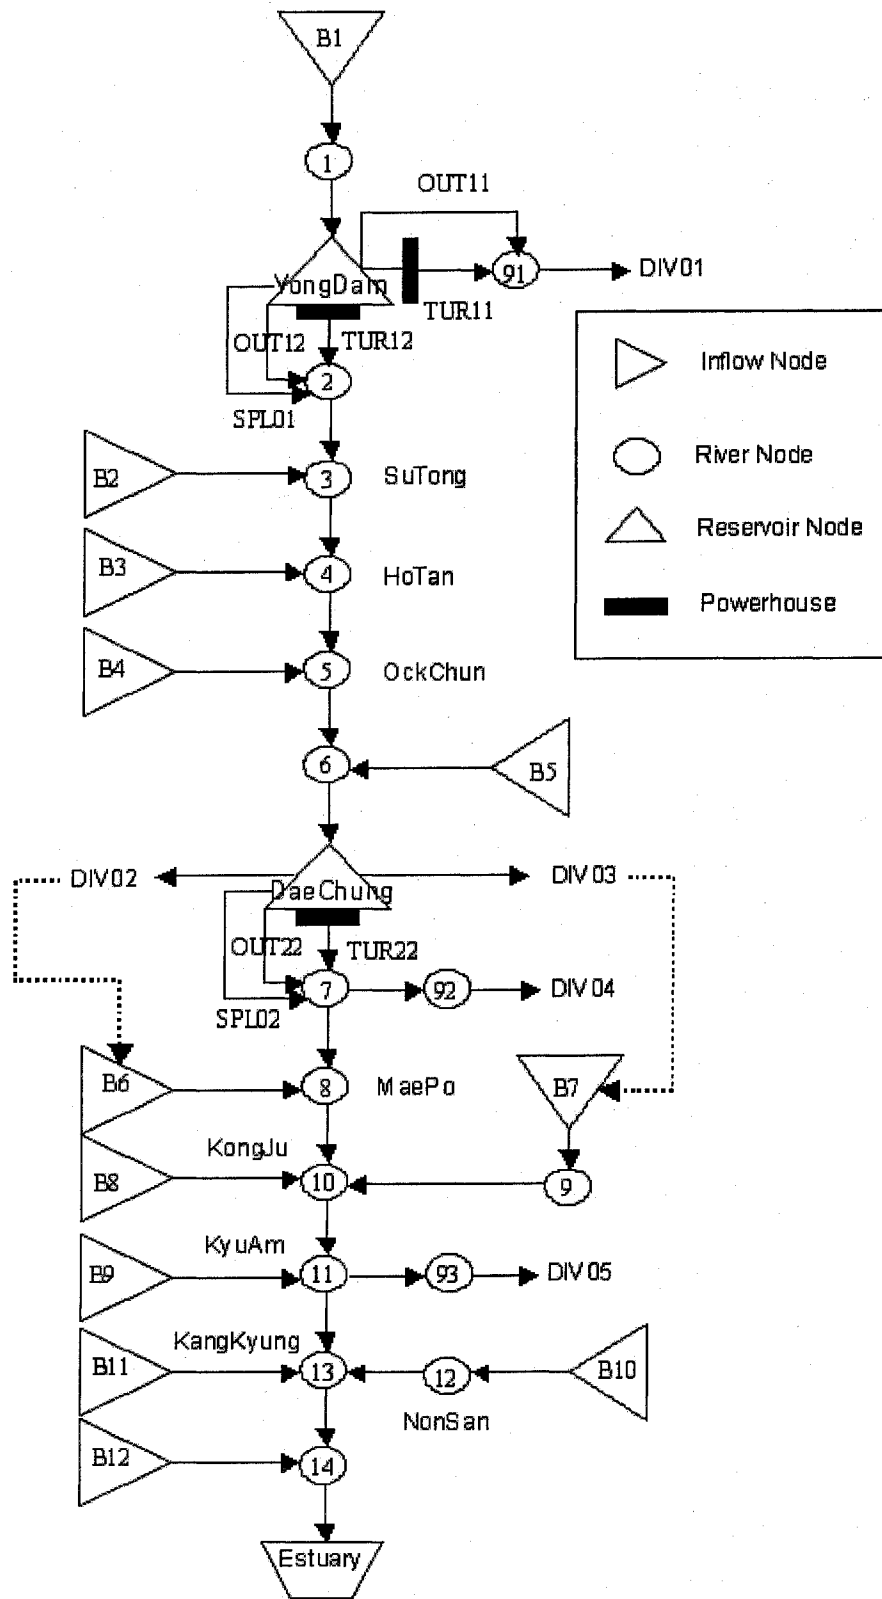 B1
1
OUT11
YongDam
91
DIV01
TUR11
OUT12
TUR12
2
SPL01
Inflow Node
River Node
Reservoir Node
Powerhouse
B2
3
SuTong
B3
4
HoTan
B4
5
OckChun
6
B5
DIV02
DaeChung
DIV03
OUT22
TUR22
7
92
DIV04
SPL02
B6
8
MaePo
B7
KongJu
B8
10
9
KyuAm
B9
11
93
DIV05
KangKyung
B11
13
12
B10
NonSan
B12
14
Estuary